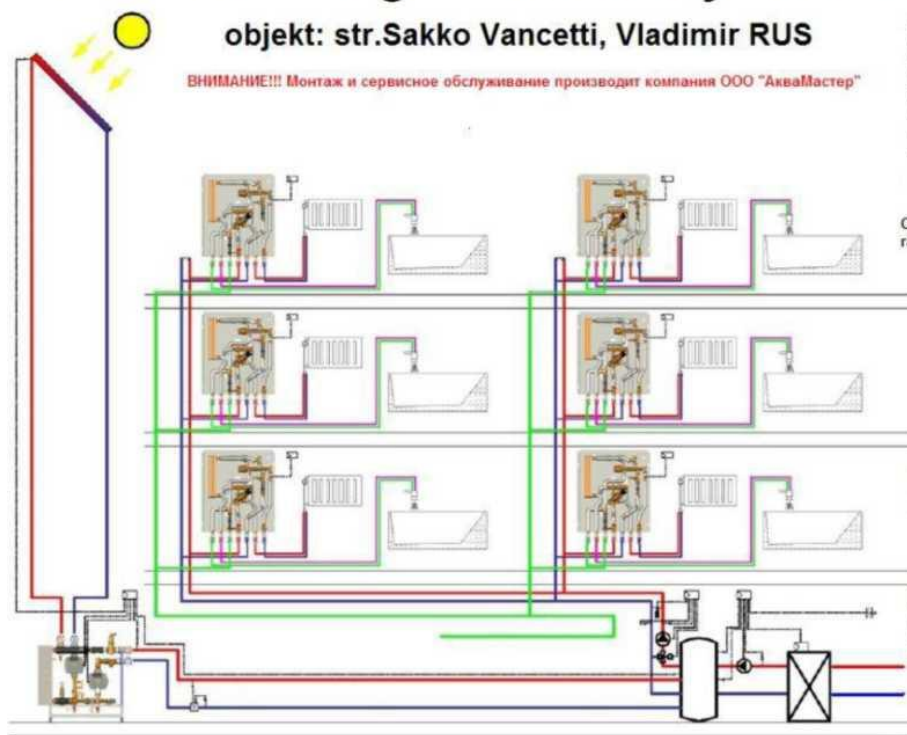 objekt: str.Sakko Vancetti, Vladimir RUS
ВНИМАНИЕ!!! Монтаж и сервисное обслуживание производит компания ООО "АкваМастер"